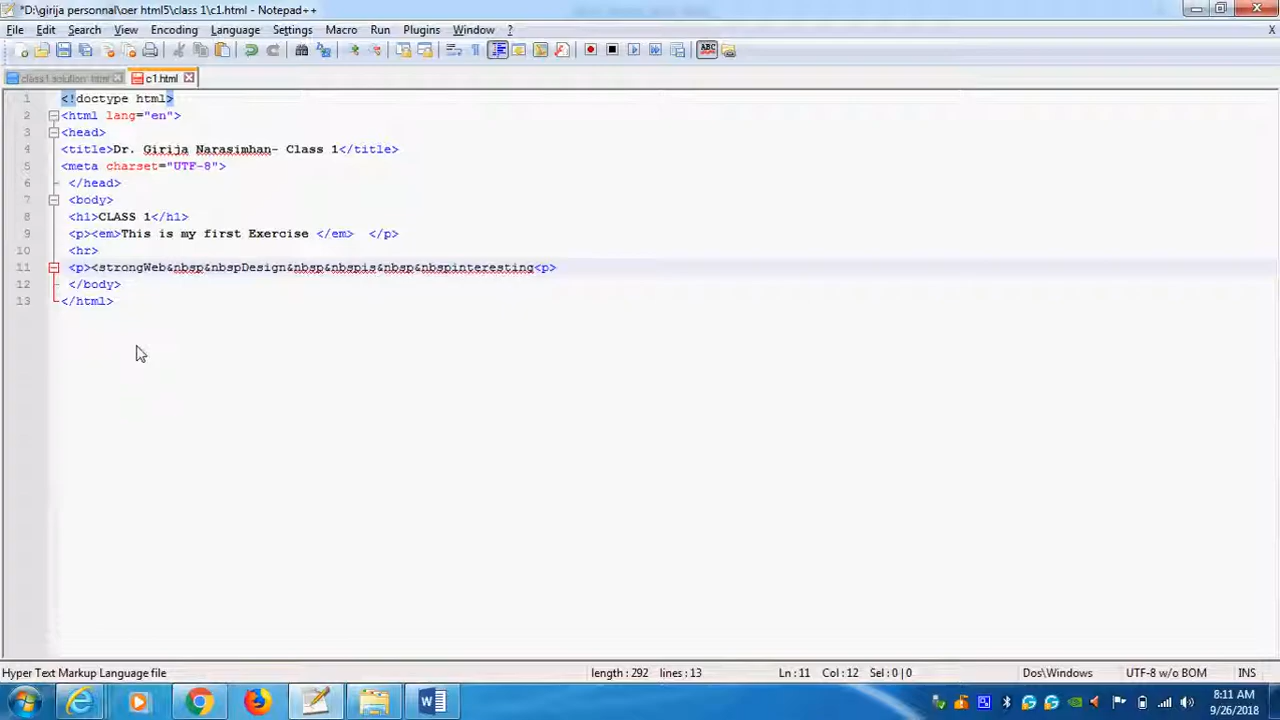 *D:\girija personnal\oer html5\class 1\c1.html - Notepad++
File Edit Search View Encoding Language Settings Macro Run Plugins Window ? X
class1 solution html c1.html
1 <!doctype html>
2 <html lang="en">
3 <head>
4 <title>Dr. Girija Narasimhan- Class 1</title>
5 <meta charset="UTF-8">
6 </head>
7 <body>
8 <h1>CLASS 1</h1>
9 <p><em>This is my first Exercise </em> </p>
10 <hr>
11 <p><strongWeb&nbsp&nbspDesign&nbsp&nbspis&nbsp&nbspinteresting<p>
12 </body>
13 </html>
Hyper Text Markup Language file length : 292 lines : 13 Ln : 11 Col : 12 Sel : 0 | 0 Dos\Windows UTF-8 w/o BOM INS
8:11 AM
9/26/2018